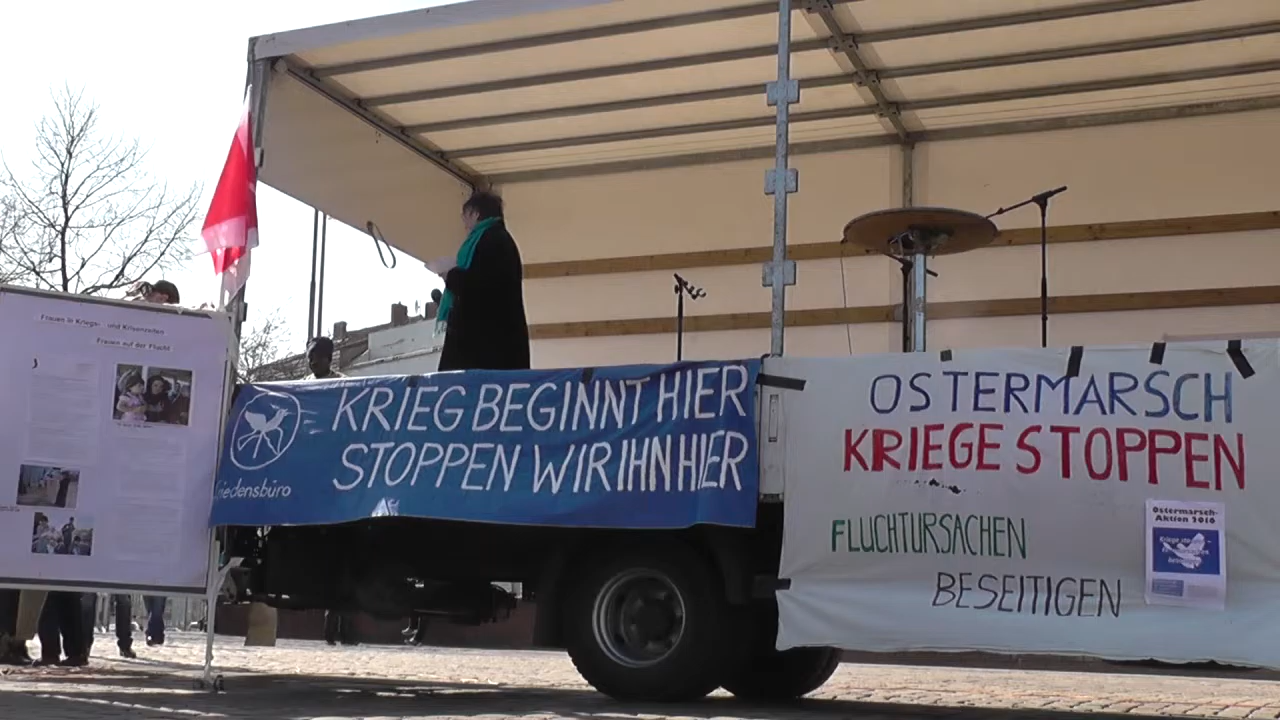 Frauen in Kriegs- und Krisenzeiten
Frauen auf der Flucht
KRIEG BEGINNT HIER
STOPPEN WIR IHN HIER
Friedensbüro
OSTERMARSCH
KRIEGE STOPPEN
FLUCHTURSACHEN
BESEITIGEN
Ostermarsch-
Aktion 2016